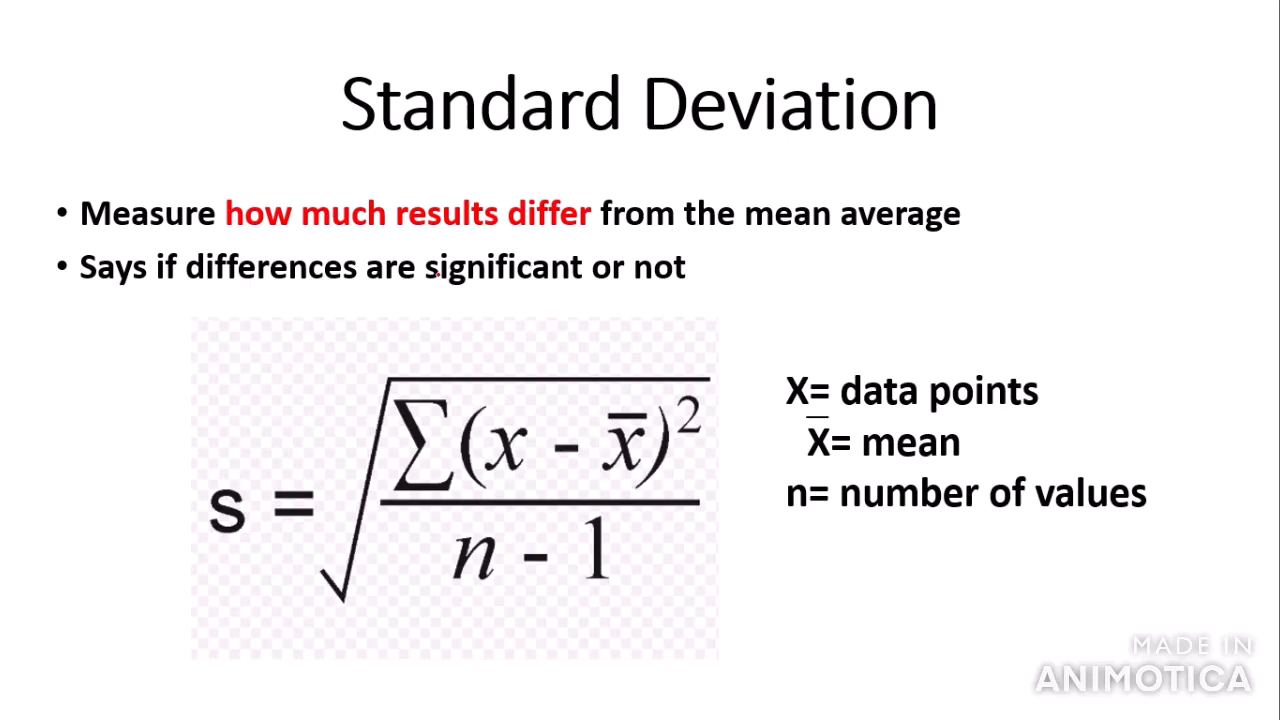 Standard Deviation
• Measure how much results differ from the mean average
• Says if differences are significant or not
s = √(∑(x - x̅)² / (n - 1))
X= data points
X̅= mean
n= number of values
MADE IN
ANIMOTICA